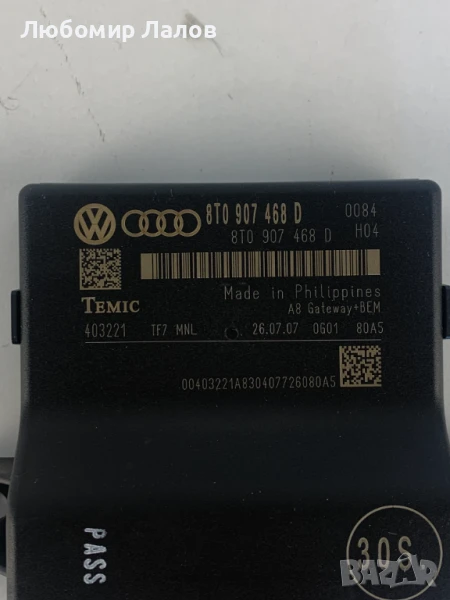 Любомир Лалов
8T0 907 468 D 0084
8T0 907 468 D H04
TEMIC
Made in Philippines
A8 Gateway+BEM
403221 TF7 MNL 26.07.07 0G01 80A5
00403221A830407726080A5
PASS
30S
BAZAR